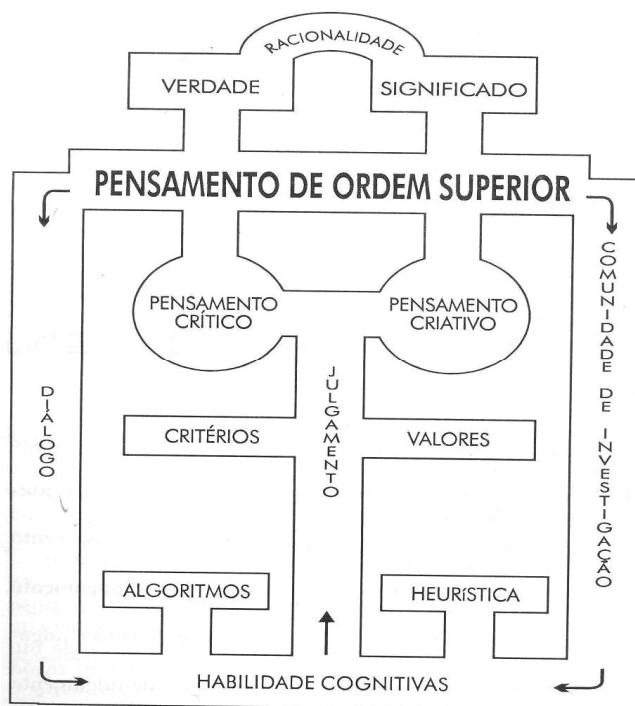 RACIONALIDADE
VERDADE
SIGNIFICADO
PENSAMENTO DE ORDEM SUPERIOR
PENSAMENTO
CRÍTICO
PENSAMENTO
CRIATIVO
DIÁLOGO
JULGAMENTO
COMUNIDADE DE INVESTIGAÇÃO
CRITÉRIOS
VALORES
ALGORITMOS
HEURÍSTICA
HABILIDADE COGNITIVAS